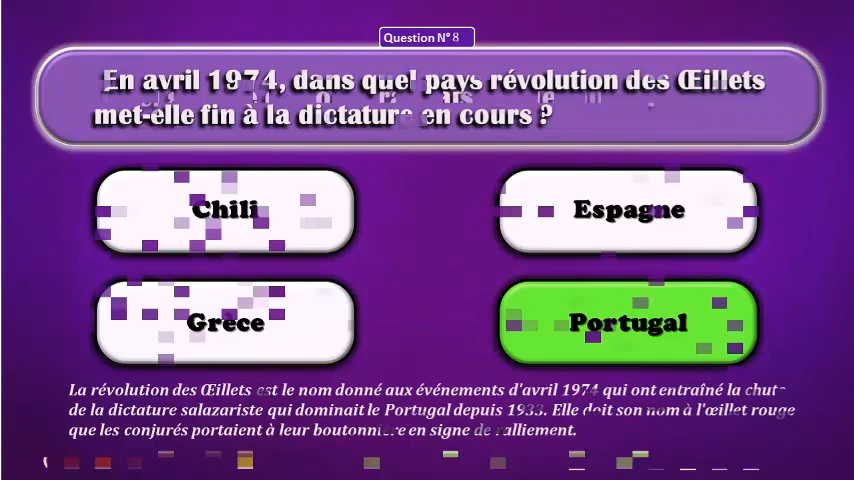 Question N° 8
En avril 1974, dans quel pays révolution des Œillets
met-elle fin à la dictature en cours ?
Chili
Espagne
Grèce
Portugal
La révolution des Œillets est le nom donné aux événements d'avril 1974 qui ont entraîné la chute
de la dictature salazariste qui dominait le Portugal depuis 1933. Elle doit son nom à l'œillet rouge
que les conjurés portaient à leur boutonnière en signe de ralliement.